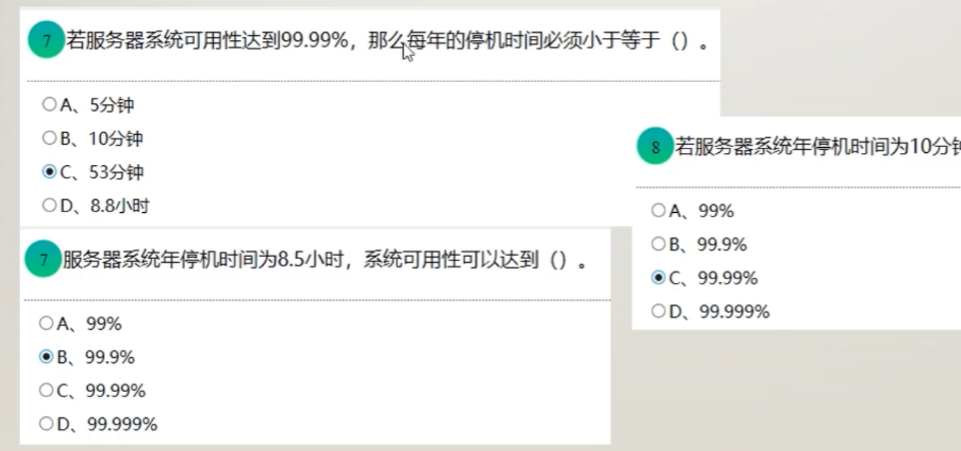 7 若服务器系统可用性达到99.99%，那么每年的停机时间必须小于等于（）。
A、5分钟
B、10分钟
C、53分钟
D、8.8小时
7 服务器系统年停机时间为8.5小时，系统可用性可以达到（）。
A、99%
B、99.9%
C、99.99%
D、99.999%
8 若服务器系统年停机时间为10分钟
A、99%
B、99.9%
C、99.99%
D、99.999%